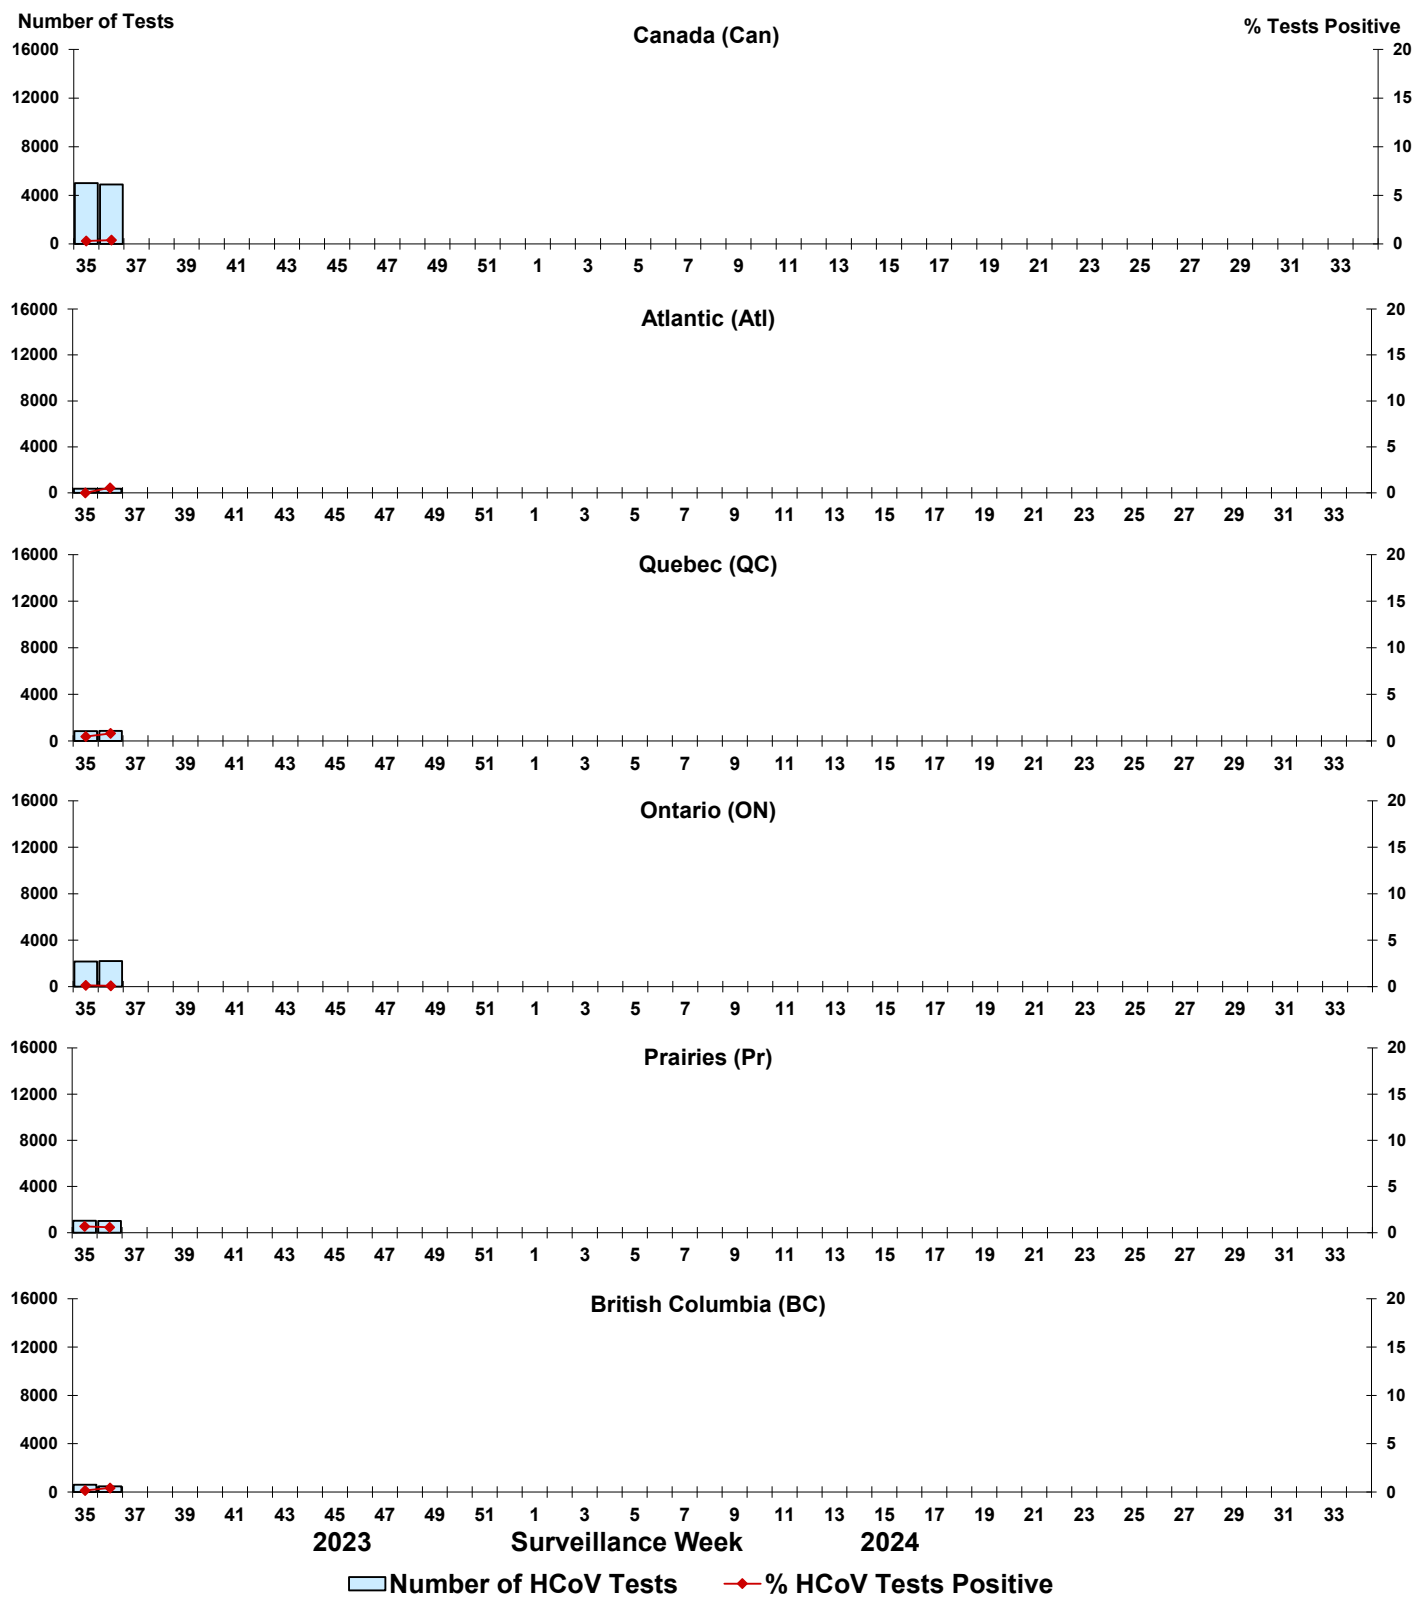 Number of Tests
Canada (Can)
% Tests Positive
16000 20
12000 15
8000 10
4000 5
0 0
35 37 39 41 43 45 47 49 51 1 3 5 7 9 11 13 15 17 19 21 23 25 27 29 31 33
Atlantic (Atl)
16000 20
12000 15
8000 10
4000 5
0 0
35 37 39 41 43 45 47 49 51 1 3 5 7 9 11 13 15 17 19 21 23 25 27 29 31 33
Quebec (QC)
16000 20
12000 15
8000 10
4000 5
0 0
35 37 39 41 43 45 47 49 51 1 3 5 7 9 11 13 15 17 19 21 23 25 27 29 31 33
Ontario (ON)
16000 20
12000 15
8000 10
4000 5
0 0
35 37 39 41 43 45 47 49 51 1 3 5 7 9 11 13 15 17 19 21 23 25 27 29 31 33
Prairies (Pr)
16000 20
12000 15
8000 10
4000 5
0 0
35 37 39 41 43 45 47 49 51 1 3 5 7 9 11 13 15 17 19 21 23 25 27 29 31 33
British Columbia (BC)
16000 20
12000 15
8000 10
4000 5
0 0
35 37 39 41 43 45 47 49 51 1 3 5 7 9 11 13 15 17 19 21 23 25 27 29 31 33
2023 Surveillance Week 2024
Number of HCoV Tests % HCoV Tests Positive